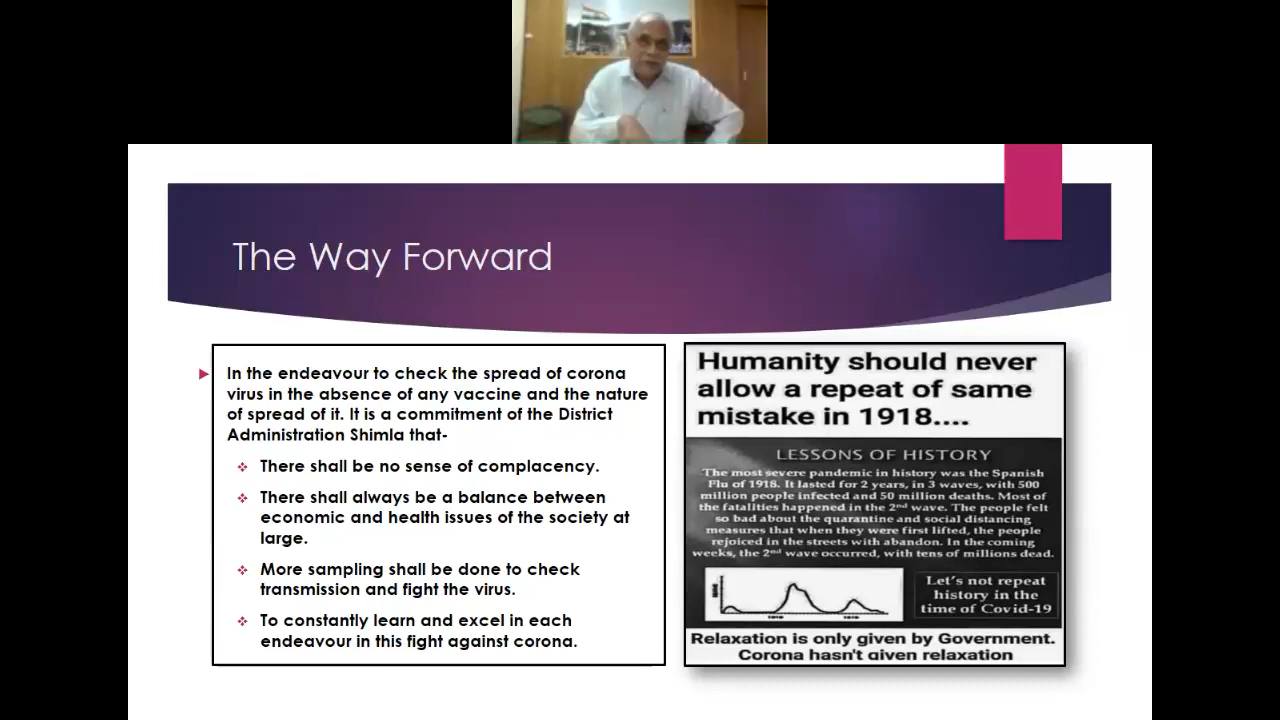 The Way Forward
In the endeavour to check the spread of corona
virus in the absence of any vaccine and the nature
of spread of it. It is a commitment of the District
Administration Shimla that-
There shall be no sense of complacency.
There shall always be a balance between
economic and health issues of the society at
large.
More sampling shall be done to check
transmission and fight the virus.
To constantly learn and excel in each
endeavour in this fight against corona.
Humanity should never
allow a repeat of same
mistake in 1918....
LESSONS OF HISTORY
The most severe pandemic in history was the Spanish
Flu of 1918. It lasted for 2 years, in 3 waves, with 500
million people infected and 50 million deaths. Most of
the fatalities happened in the 2nd wave. The people felt
so bad about the quarantine and social distancing
measures that when they were first lifted, the people
rejoiced in the streets with abandon. In the coming
weeks, the 2nd wave occurred, with tens of millions dead.
Let's not repeat
history in the
time of Covid-19
Relaxation is only given by Government.
Corona hasn't given relaxation